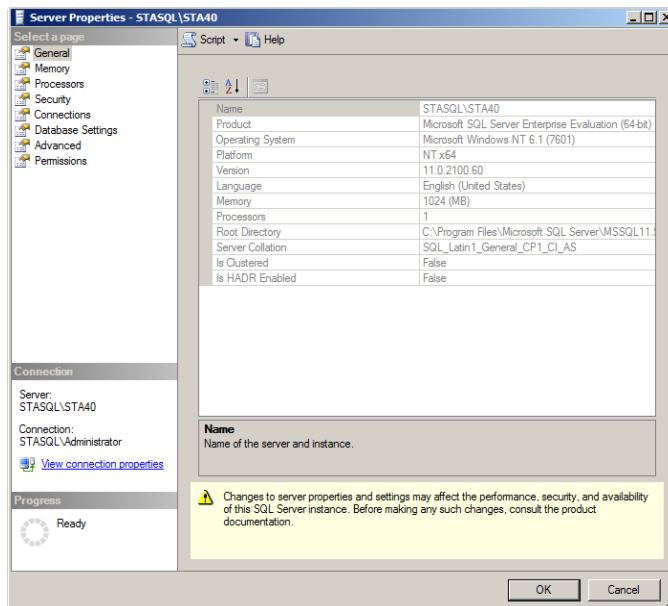 Server Properties - STASQL\STA40
Select a page
General
Memory
Processors
Security
Connections
Database Settings
Advanced
Permissions
Script Help
Name STASQL\STA40
Product Microsoft SQL Server Enterprise Evaluation (64-bit)
Operating System Microsoft Windows NT 6.1 (7601)
Platform NT x64
Version 11.0.2100.60
Language English (United States)
Memory 1024 (MB)
Processors 1
Root Directory C:\Program Files\Microsoft SQL Server\MSSQL11.
Server Collation SQL_Latin1_General_CP1_CI_AS
Is Clustered False
Is HADR Enabled False
Name
Name of the server and instance.
Connection
Server:
STASQL\STA40
Connection:
STASQL\Administrator
View connection properties
Progress
Ready
Changes to server properties and settings may affect the performance, security, and availability
of this SQL Server instance. Before making any such changes, consult the product
documentation.
OK Cancel